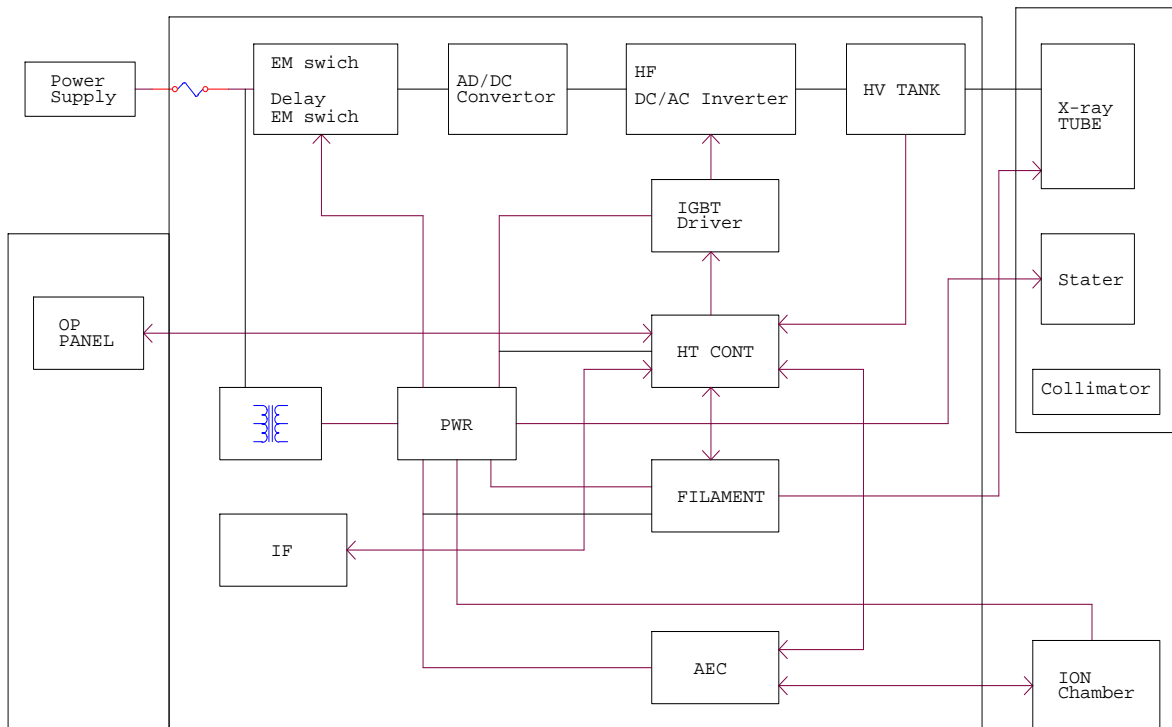 Power
Supply
EM swich
Delay
EM swich
AD/DC
Convertor
HF
DC/AC Inverter
HV TANK
X-ray
TUBE
IGBT
Driver
Stater
OP
PANEL
HT CONT
Collimator
PWR
FILAMENT
IF
AEC
ION
Chamber